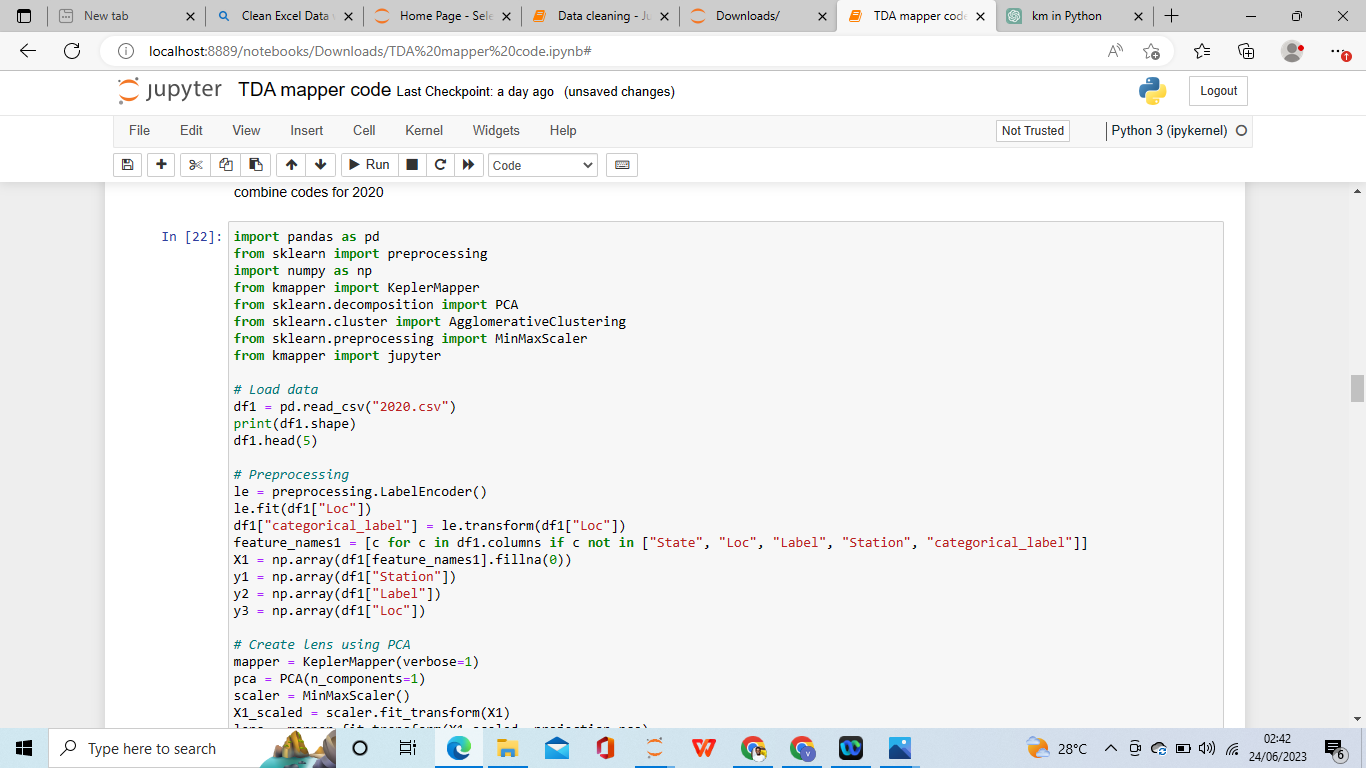 New tab
Clean Excel Data
Home Page - Sele
Data cleaning - Ju
Downloads/
TDA mapper code
km in Python
localhost:8889/notebooks/Downloads/TDA%20mapper%20code.ipynb#
jupyter TDA mapper code Last Checkpoint: a day ago (unsaved changes)
Logout
File Edit View Insert Cell Kernel Widgets Help
Not Trusted
Python 3 (ipykernel)
Run
Code
combine codes for 2020
In [22]:
import pandas as pd
from sklearn import preprocessing
import numpy as np
from kmapper import KeplerMapper
from sklearn.decomposition import PCA
from sklearn.cluster import AgglomerativeClustering
from sklearn.preprocessing import MinMaxScaler
from kmapper import jupyter
# Load data
df1 = pd.read_csv("2020.csv")
print(df1.shape)
df1.head(5)
# Preprocessing
le = preprocessing.LabelEncoder()
le.fit(df1["Loc"])
df1["categorical_label"] = le.transform(df1["Loc"])
feature_names1 = [c for c in df1.columns if c not in ["State", "Loc", "Label", "Station", "categorical_label"]]
X1 = np.array(df1[feature_names1].fillna(0))
y1 = np.array(df1["Station"])
y2 = np.array(df1["Label"])
y3 = np.array(df1["Loc"])
# Create lens using PCA
mapper = KeplerMapper(verbose=1)
pca = PCA(n_components=1)
scaler = MinMaxScaler()
X1_scaled = scaler.fit_transform(X1)
Type here to search
28°C
02:42
24/06/2023
6